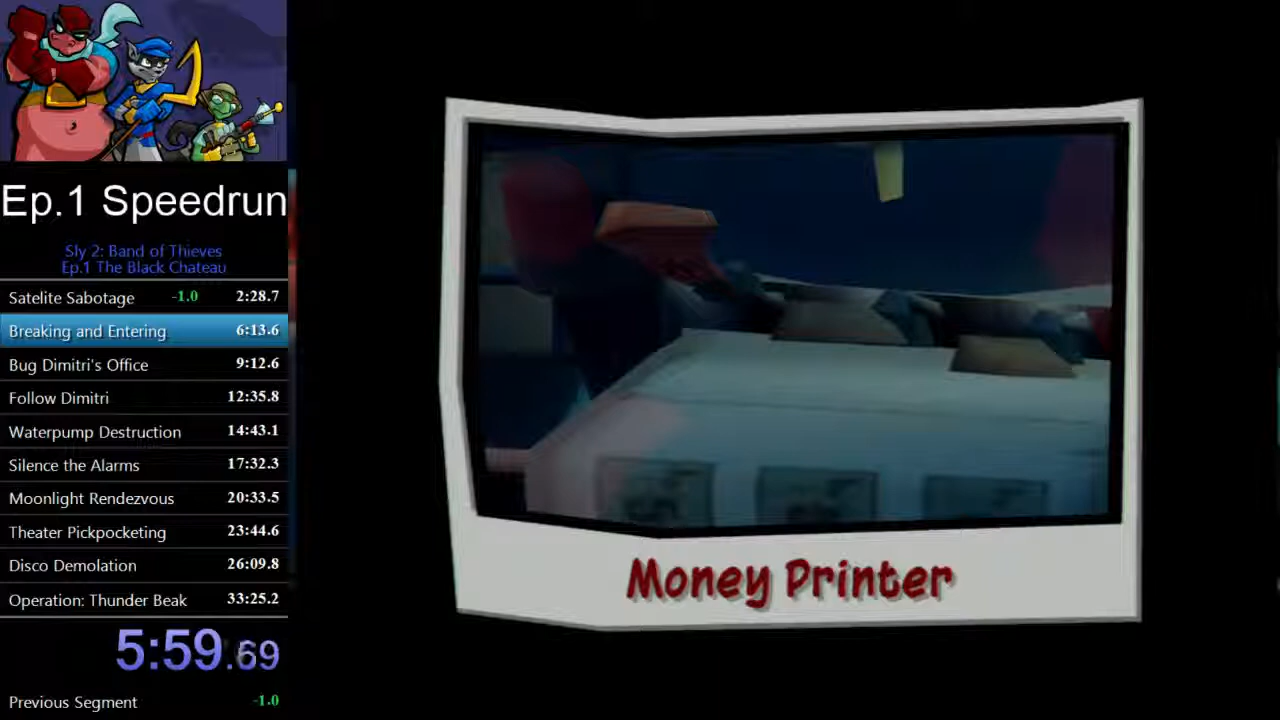 Ep.1 Speedrun
Sly 2: Band of Thieves
Ep.1 The Black Chateau
Satelite Sabotage -1.0 2:28.7
Breaking and Entering 6:13.6
Bug Dimitri's Office 9:12.6
Follow Dimitri 12:35.8
Waterpump Destruction 14:43.1
Silence the Alarms 17:32.3
Moonlight Rendezvous 20:33.5
Theater Pickpocketing 23:44.6
Disco Demolation 26:09.8
Operation: Thunder Beak 33:25.2
5:59.69
Previous Segment -1.0
Money Printer